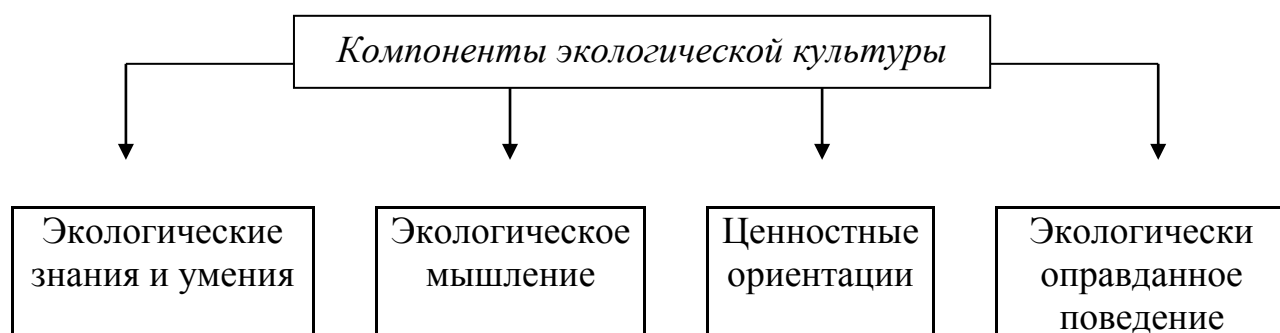 Компоненты экологической культуры
Экологические
знания и умения
Экологическое
мышление
Ценностные
ориентации
Экологически
оправданное
поведение